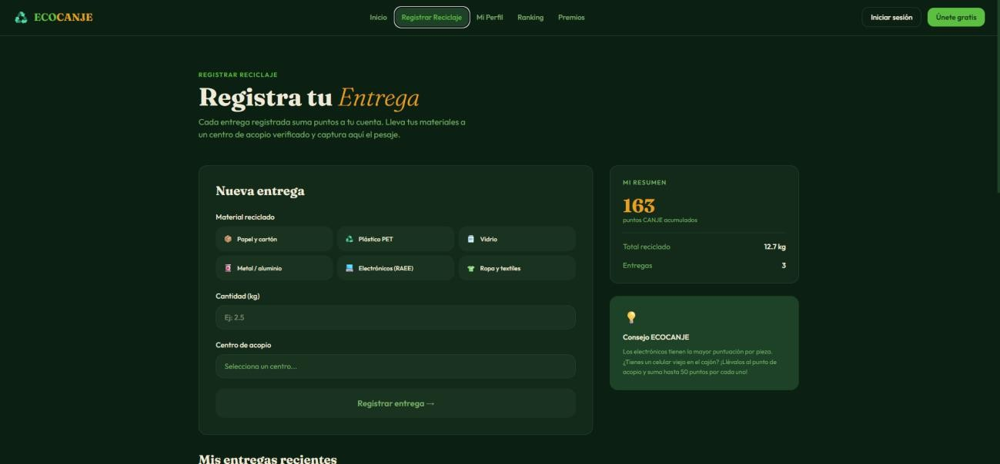 ECOCANJE
Inicio
Registrar Reciclaje
Mi Perfil
Ranking
Premios
Iniciar sesión
Únete gratis
REGISTRAR RECICLAJE
Registra tu Entrega
Cada entrega registrada suma puntos a tu cuenta. Lleva tus materiales a
un centro de acopio verificado y captura aquí el pesaje.
Nueva entrega
Material reciclado
Papel y cartón
Plástico PET
Vidrio
Metal / aluminio
Electrónicos (RAEE)
Ropa y textiles
Cantidad (kg)
Ej: 2.5
Centro de acopio
Selecciona un centro...
Registrar entrega →
MI RESUMEN
163
puntos CANJE acumulados
Total reciclado
12.7 kg
Entregas
3
Consejo ECOCANJE
Los electrónicos tienen la mayor puntuación por pieza.
¿Tienes un celular viejo en el cajón? ¡Llévalos al punto de
acopio y suma hasta 50 puntos por cada uno!
Mis entregas recientes